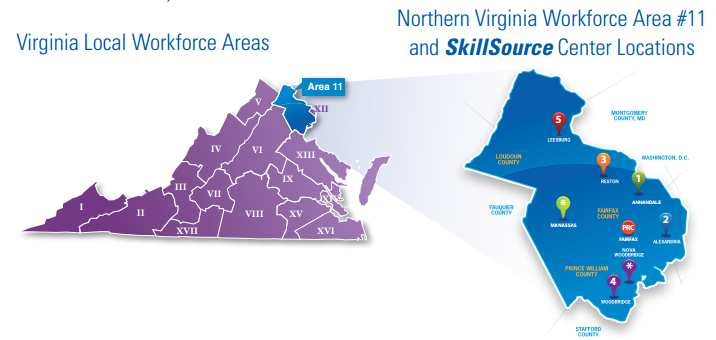 Virginia Local Workforce Areas
Northern Virginia Workforce Area #11
and SkillSource Center Locations
Area 11
V
XII
IV
VI
XIII
III
VII
IX
I
II
VIII
XV
XVII
XVI
MONTGOMERY
COUNTY, MD
5
LEESBURG
LOUDOUN
COUNTY
3
RESTON
WASHINGTON, D.C.
1
ANNANDALE
FAUQUIER
COUNTY
*
MANASSAS
FAIRFAX
COUNTY
PRC
FAIRFAX
2
ALEXANDRIA
NOVA
WOODBRIDGE
*
PRINCE WILLIAM
COUNTY
4
WOODBRIDGE
STAFFORD
COUNTY